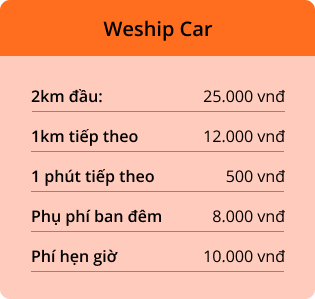 Weship Car
2km đầu: 25.000 vnđ
1km tiếp theo 12.000 vnđ
1 phút tiếp theo 500 vnđ
Phụ phí ban đêm 8.000 vnđ
Phí hẹn giờ 10.000 vnđ